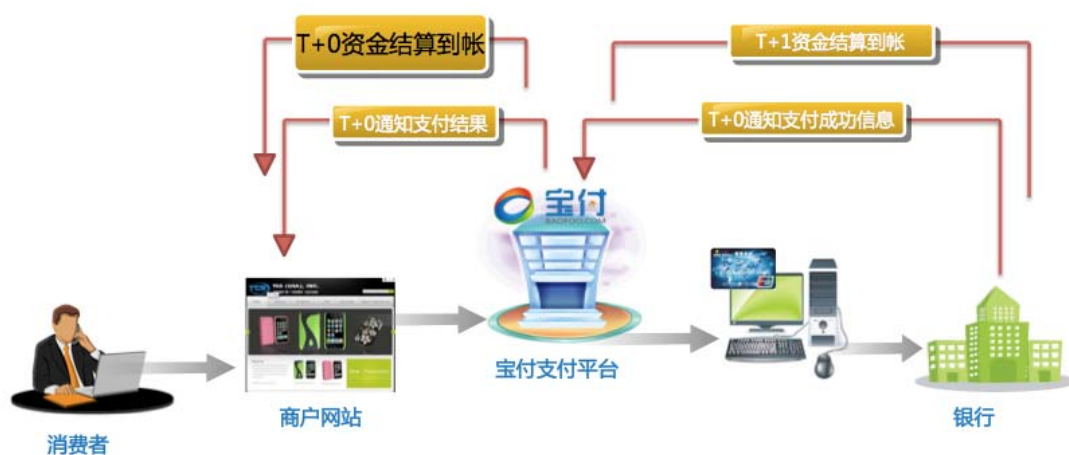 T+0资金结算到帐
T+1资金结算到帐
T+0通知支付结果
T+0通知支付成功信息
宝付
BAOFOO.COM
宝付支付平台
商户网站
银行
消费者